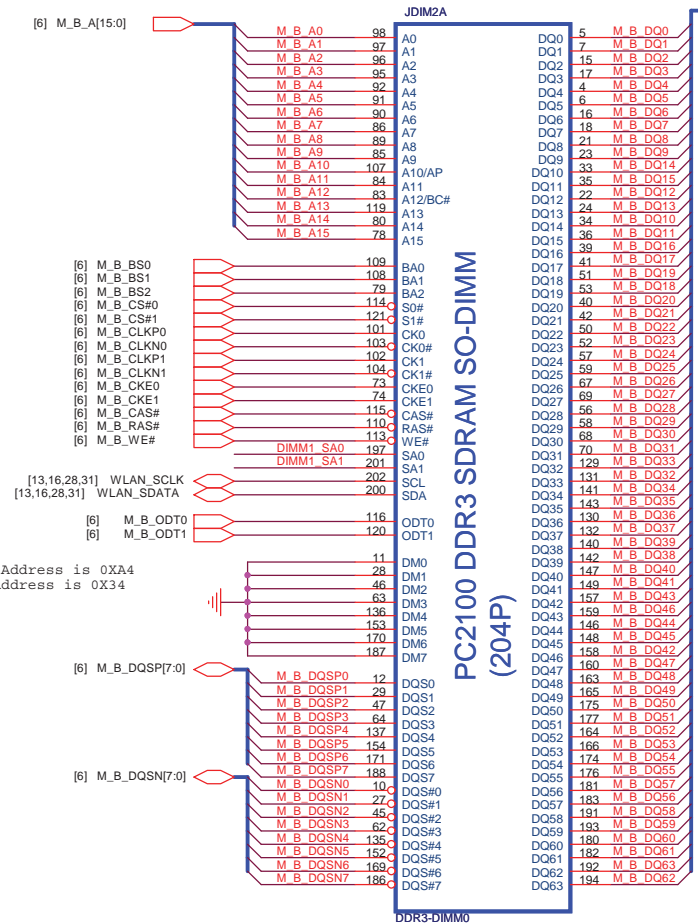 JDIM2A
[6] M_B_A[15:0]
M_B_A0 98 A0
M_B_A1 97 A1
M_B_A2 96 A2
M_B_A3 95 A3
M_B_A4 92 A4
M_B_A5 91 A5
M_B_A6 90 A6
M_B_A7 86 A7
M_B_A8 89 A8
M_B_A9 85 A9
M_B_A10 107 A10/AP
M_B_A11 84 A11
M_B_A12 83 A12/BC#
M_B_A13 119 A13
M_B_A14 80 A14
M_B_A15 78 A15
[6] M_B_BS0 109 BA0
[6] M_B_BS1 108 BA1
[6] M_B_BS2 79 BA2
[6] M_B_CS#0 114 S0#
[6] M_B_CS#1 121 S1#
[6] M_B_CLKP0 101 CK0
[6] M_B_CLKN0 103 CK0#
[6] M_B_CLKP1 102 CK1
[6] M_B_CLKN1 104 CK1#
[6] M_B_CKE0 73 CKE0
[6] M_B_CKE1 74 CKE1
[6] M_B_CAS# 115 CAS#
[6] M_B_RAS# 110 RAS#
[6] M_B_WE# 113 WE#
DIMM1_SA0 197 SA0
DIMM1_SA1 201 SA1
[13,16,28,31] WLAN_SCLK 202 SCL
[13,16,28,31] WLAN_SDATA 200 SDA
[6] M_B_ODT0 116 ODT0
[6] M_B_ODT1 120 ODT1
Address is 0XA4
ddress is 0X34
11 DM0
28 DM1
46 DM2
63 DM3
136 DM4
153 DM5
170 DM6
187 DM7
[6] M_B_DQSP[7:0]
M_B_DQSP0 12 DQS0
M_B_DQSP1 29 DQS1
M_B_DQSP2 47 DQS2
M_B_DQSP3 64 DQS3
M_B_DQSP4 137 DQS4
M_B_DQSP5 154 DQS5
M_B_DQSP6 171 DQS6
M_B_DQSP7 188 DQS7
[6] M_B_DQSN[7:0]
M_B_DQSN0 10 DQS#0
M_B_DQSN1 27 DQS#1
M_B_DQSN2 45 DQS#2
M_B_DQSN3 62 DQS#3
M_B_DQSN4 135 DQS#4
M_B_DQSN5 152 DQS#5
M_B_DQSN6 169 DQS#6
M_B_DQSN7 186 DQS#7
PC2100 DDR3 SDRAM SO-DIMM
(204P)
DQ0 5 M_B_DQ0
DQ1 7 M_B_DQ1
DQ2 15 M_B_DQ2
DQ3 17 M_B_DQ3
DQ4 4 M_B_DQ4
DQ5 6 M_B_DQ5
DQ6 16 M_B_DQ6
DQ7 18 M_B_DQ7
DQ8 21 M_B_DQ8
DQ9 23 M_B_DQ9
DQ10 33 M_B_DQ14
DQ11 35 M_B_DQ15
DQ12 22 M_B_DQ12
DQ13 24 M_B_DQ13
DQ14 34 M_B_DQ10
DQ15 36 M_B_DQ11
DQ16 39 M_B_DQ16
DQ17 41 M_B_DQ17
DQ18 51 M_B_DQ19
DQ19 53 M_B_DQ18
DQ20 40 M_B_DQ20
DQ21 42 M_B_DQ21
DQ22 50 M_B_DQ22
DQ23 52 M_B_DQ23
DQ24 57 M_B_DQ24
DQ25 59 M_B_DQ25
DQ26 67 M_B_DQ26
DQ27 69 M_B_DQ27
DQ28 56 M_B_DQ28
DQ29 58 M_B_DQ29
DQ30 68 M_B_DQ30
DQ31 70 M_B_DQ31
DQ32 129 M_B_DQ33
DQ33 131 M_B_DQ32
DQ34 141 M_B_DQ34
DQ35 143 M_B_DQ35
DQ36 130 M_B_DQ36
DQ37 132 M_B_DQ37
DQ38 140 M_B_DQ39
DQ39 142 M_B_DQ38
DQ40 147 M_B_DQ40
DQ41 149 M_B_DQ41
DQ42 157 M_B_DQ43
DQ43 159 M_B_DQ46
DQ44 146 M_B_DQ44
DQ45 148 M_B_DQ45
DQ46 158 M_B_DQ42
DQ47 160 M_B_DQ47
DQ48 163 M_B_DQ48
DQ49 165 M_B_DQ49
DQ50 175 M_B_DQ50
DQ51 177 M_B_DQ51
DQ52 164 M_B_DQ52
DQ53 166 M_B_DQ53
DQ54 174 M_B_DQ54
DQ55 176 M_B_DQ55
DQ56 181 M_B_DQ57
DQ57 183 M_B_DQ56
DQ58 191 M_B_DQ58
DQ59 193 M_B_DQ59
DQ60 180 M_B_DQ60
DQ61 182 M_B_DQ61
DQ62 192 M_B_DQ63
DQ63 194 M_B_DQ62
DDR3-DIMM0